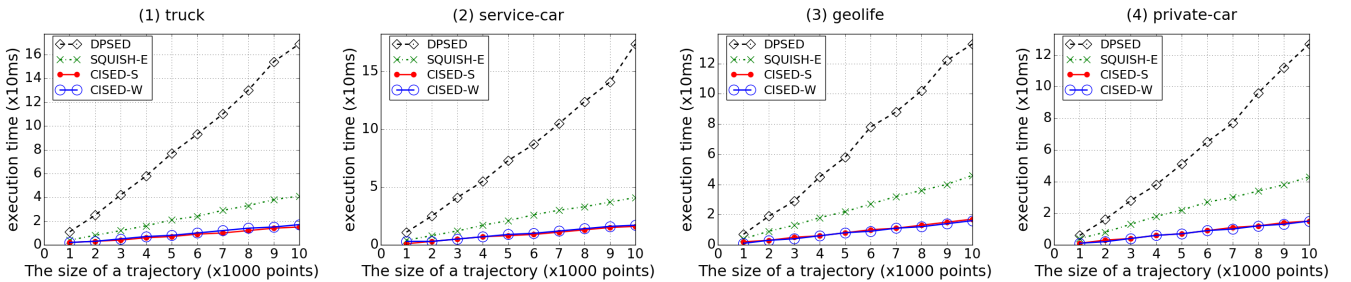 (1) truck
execution time (x10ms)
16
14
12
10
8
6
4
2
0
DPSED
SQUISH-E
CISED-S
CISED-W
0 1 2 3 4 5 6 7 8 9 10
The size of a trajectory (x1000 points)
(2) service-car
execution time (x10ms)
15
10
5
0
DPSED
SQUISH-E
CISED-S
CISED-W
0 1 2 3 4 5 6 7 8 9 10
The size of a trajectory (x1000 points)
(3) geolife
execution time (x10ms)
12
10
8
6
4
2
0
DPSED
SQUISH-E
CISED-S
CISED-W
0 1 2 3 4 5 6 7 8 9 10
The size of a trajectory (x1000 points)
(4) private-car
execution time (x10ms)
12
10
8
6
4
2
0
DPSED
SQUISH-E
CISED-S
CISED-W
0 1 2 3 4 5 6 7 8 9 10
The size of a trajectory (x1000 points)